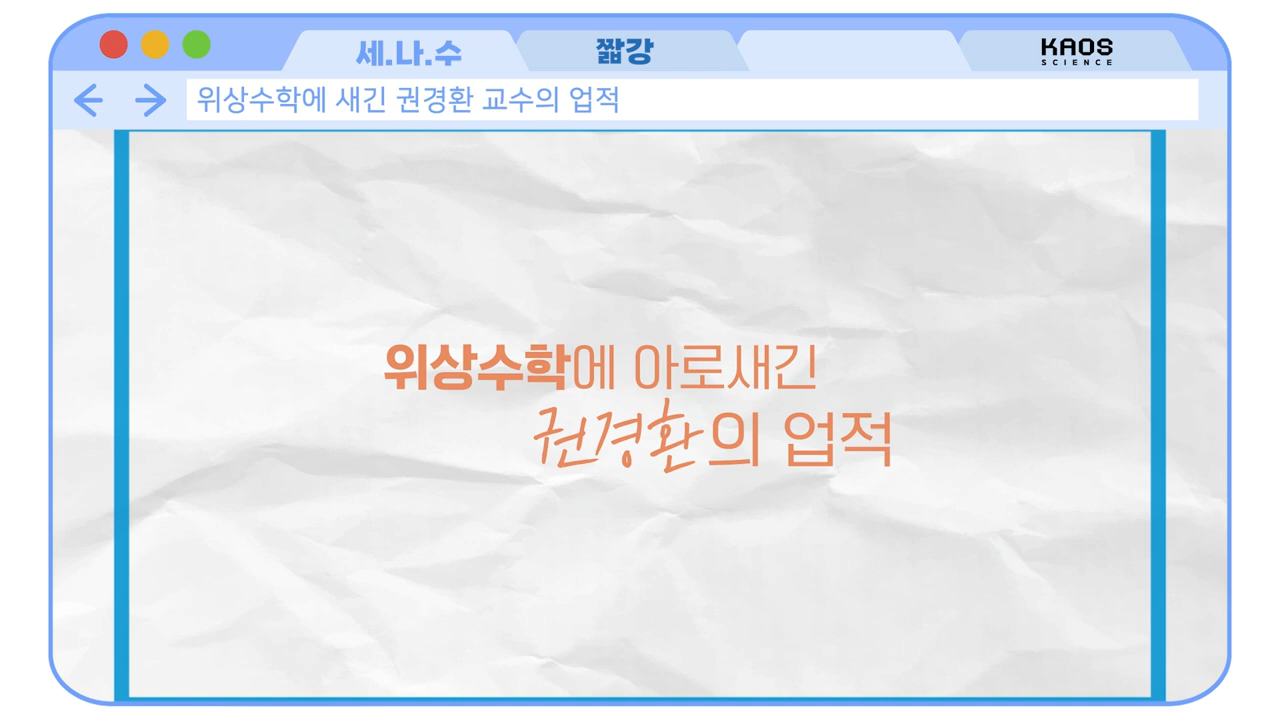 세.나.수
짧강
KAOS
SCIENCE
위상수학에 새긴 권경환 교수의 업적
위상수학에 아로새긴
권경환의 업적